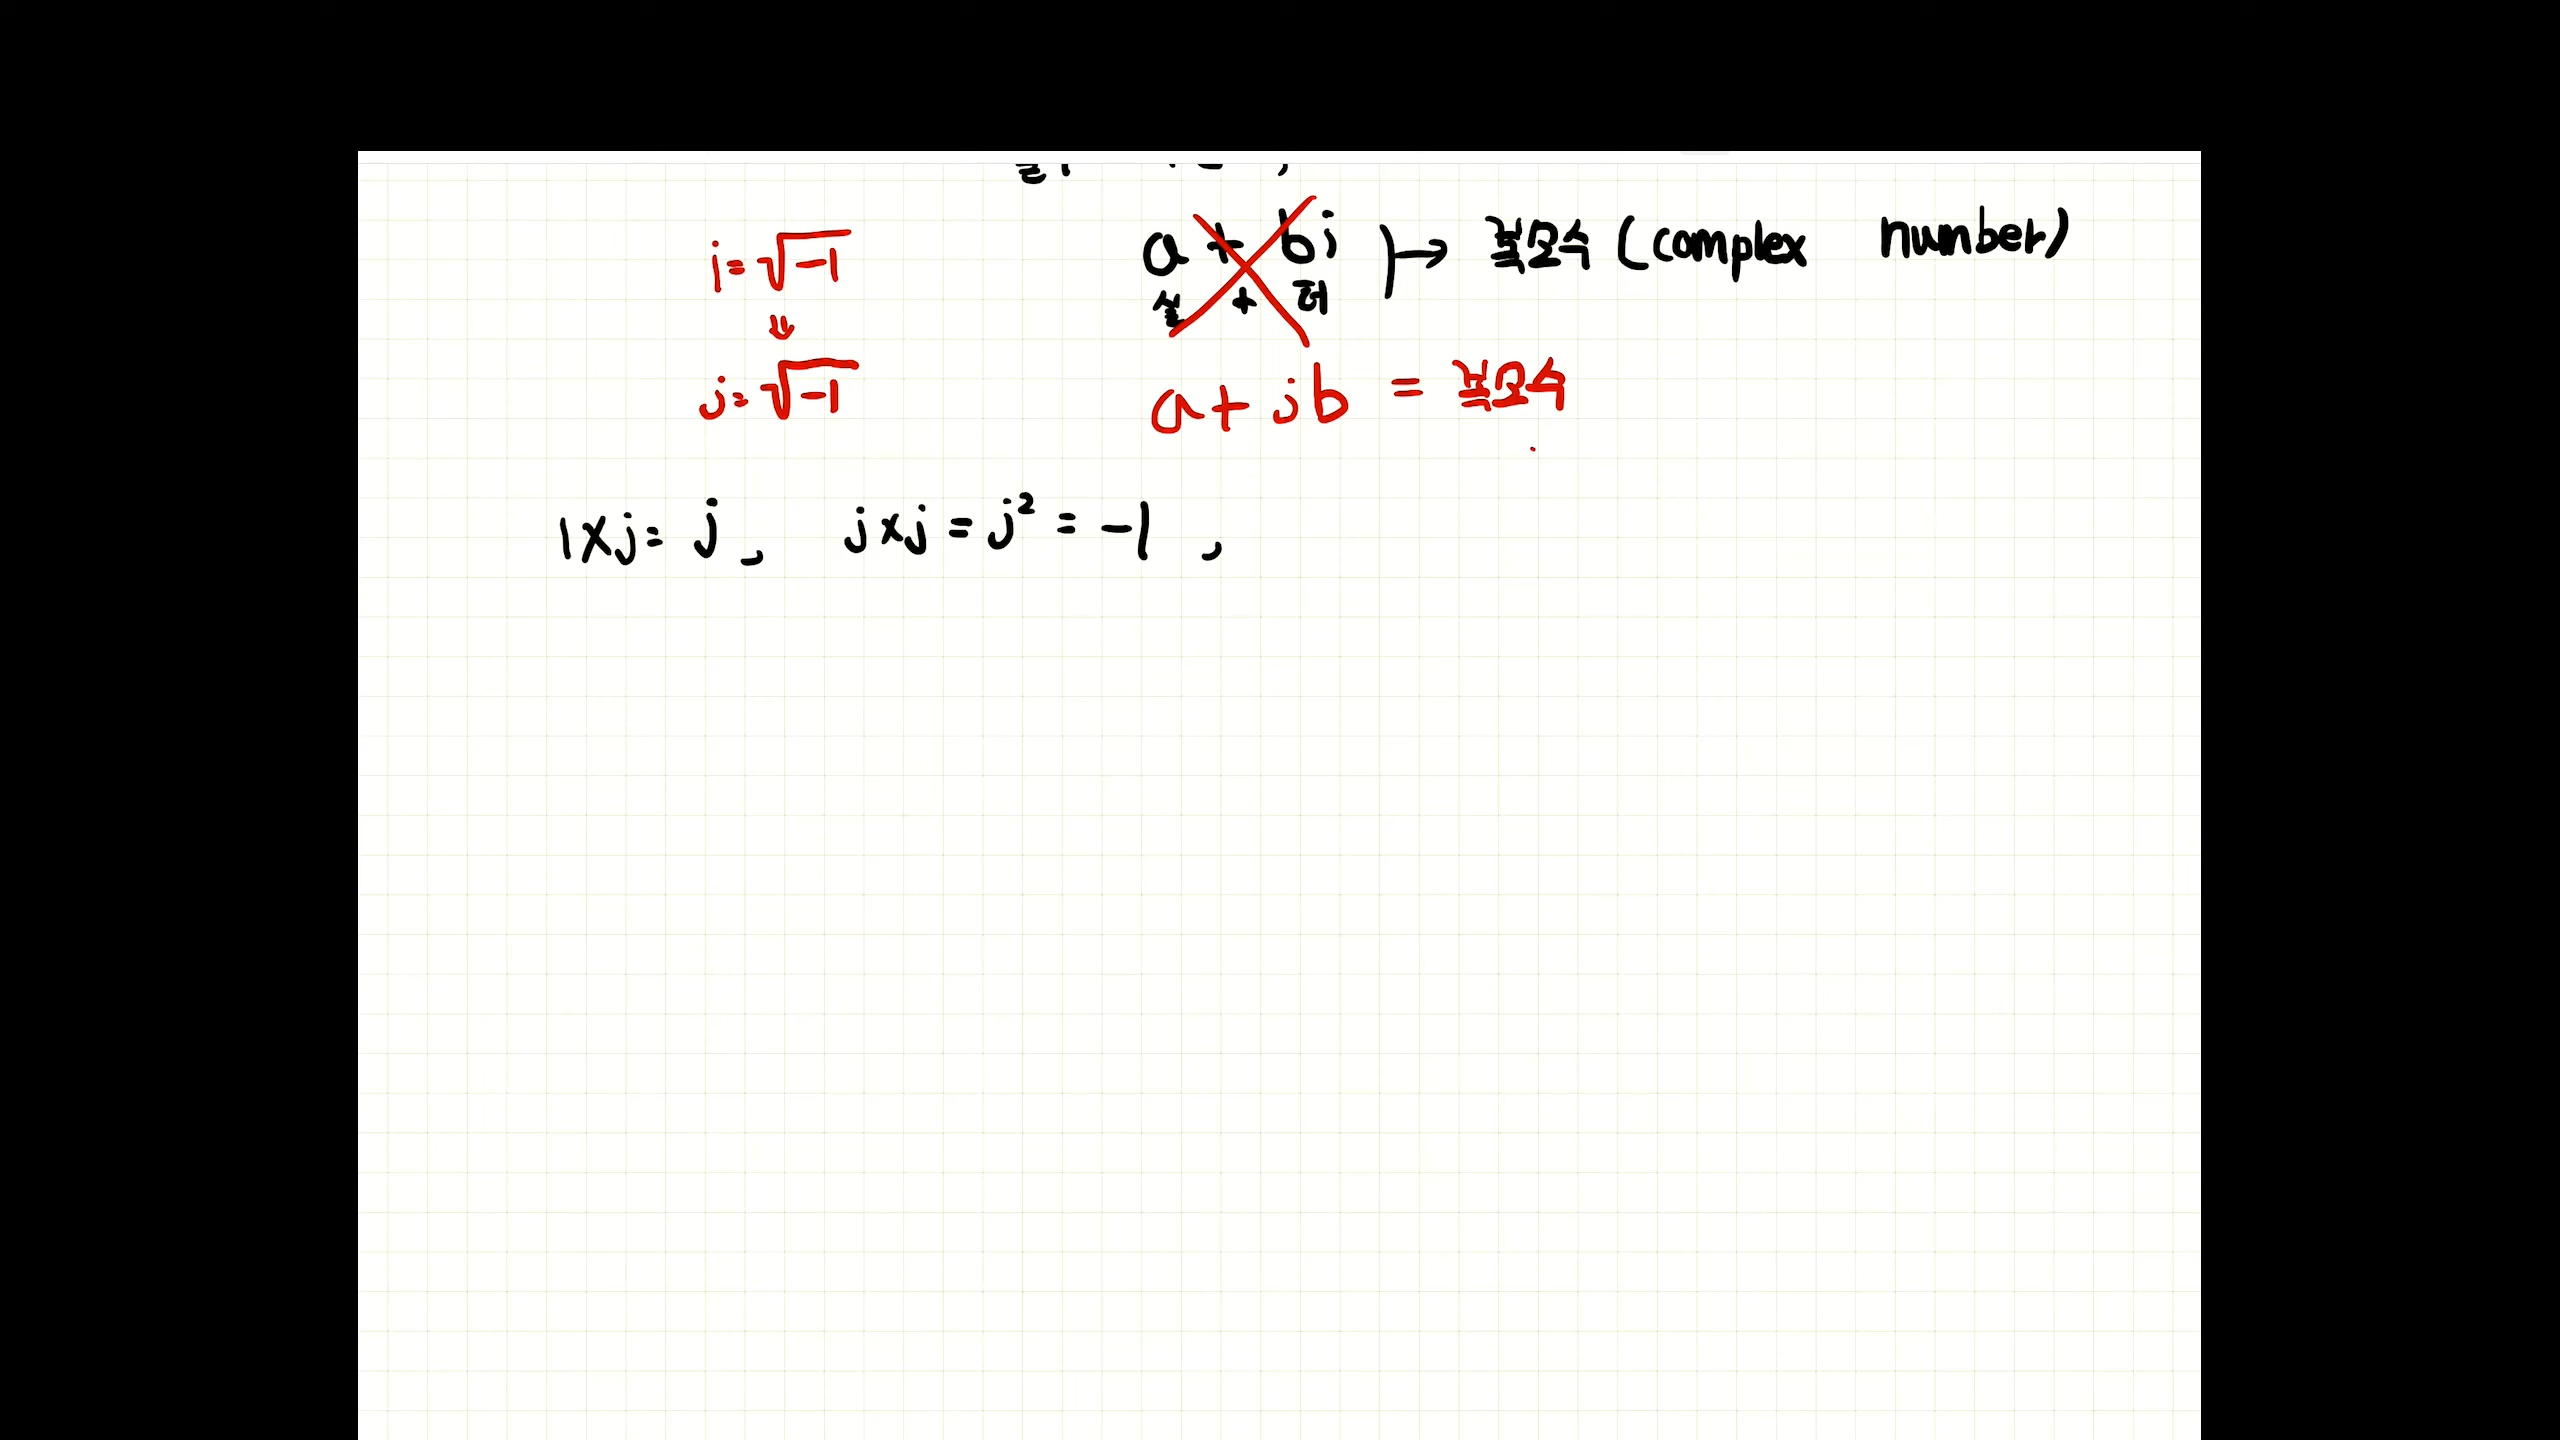 i = √-1
a + bi → 복소수 (complex number)
실 + 허
⇓
j = √-1
a + jb = 복소수
1 × j = j , j × j = j² = -1 ,